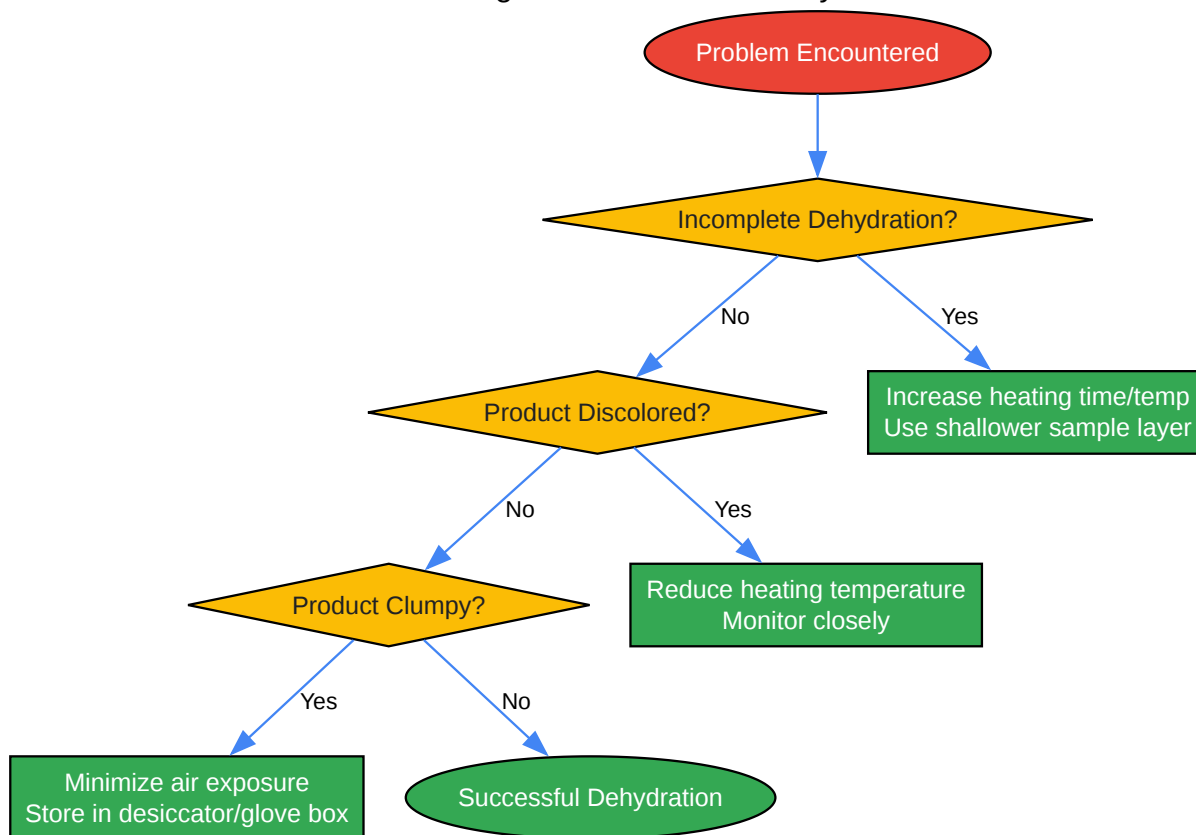 Problem Encountered
Incomplete Dehydration?
No
Yes
Product Discolored?
Increase heating time/temp
Use shallower sample layer
No
Yes
Product Clumpy?
Reduce heating temperature
Monitor closely
Yes
No
Minimize air exposure
Store in desiccator/glove box
Successful Dehydration